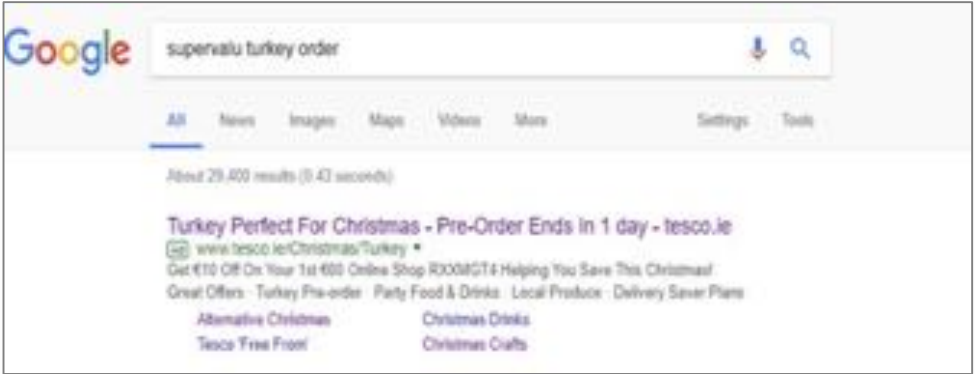 Google supervalu turkey order
All News Images Maps Videos More Settings Tools
About 29,400 results (0.43 seconds)
Turkey Perfect For Christmas - Pre-Order Ends In 1 day - tesco.ie
Ad www.tesco.ie/Christmas/Turkey
Get €10 Off On Your 1st €60 Online Shop RXXMGT4 Helping You Save This Christmas!
Great Offers · Turkey Pre-order · Party Food & Drinks · Local Produce · Delivery Saver Plans
Alternative Christmas Christmas Drinks
Tesco 'Free From' Christmas Crafts